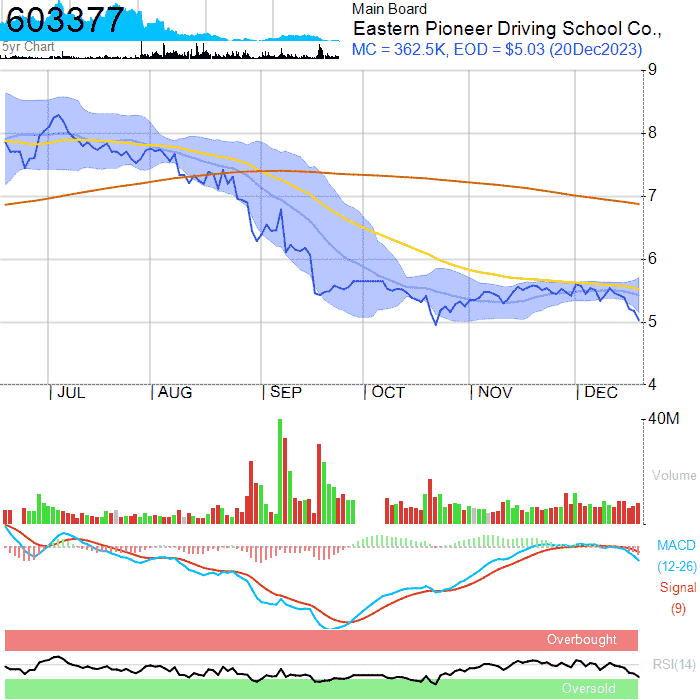 603377
Main Board
Eastern Pioneer Driving School Co.,
5yr Chart
MC = 362.5K, EOD = $5.03 (20Dec2023)
9
8
7
6
5
4
JUL
AUG
SEP
OCT
NOV
DEC
40M
Volume
MACD
(12-26)
Signal
(9)
Overbought
RSI(14)
Oversold